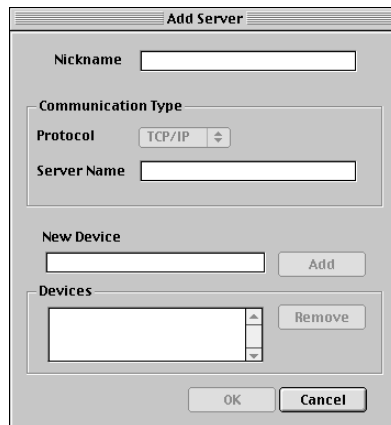 Add Server
Nickname
Communication Type
Protocol TCP/IP
Server Name
New Device
Add
Devices
Remove
OK Cancel